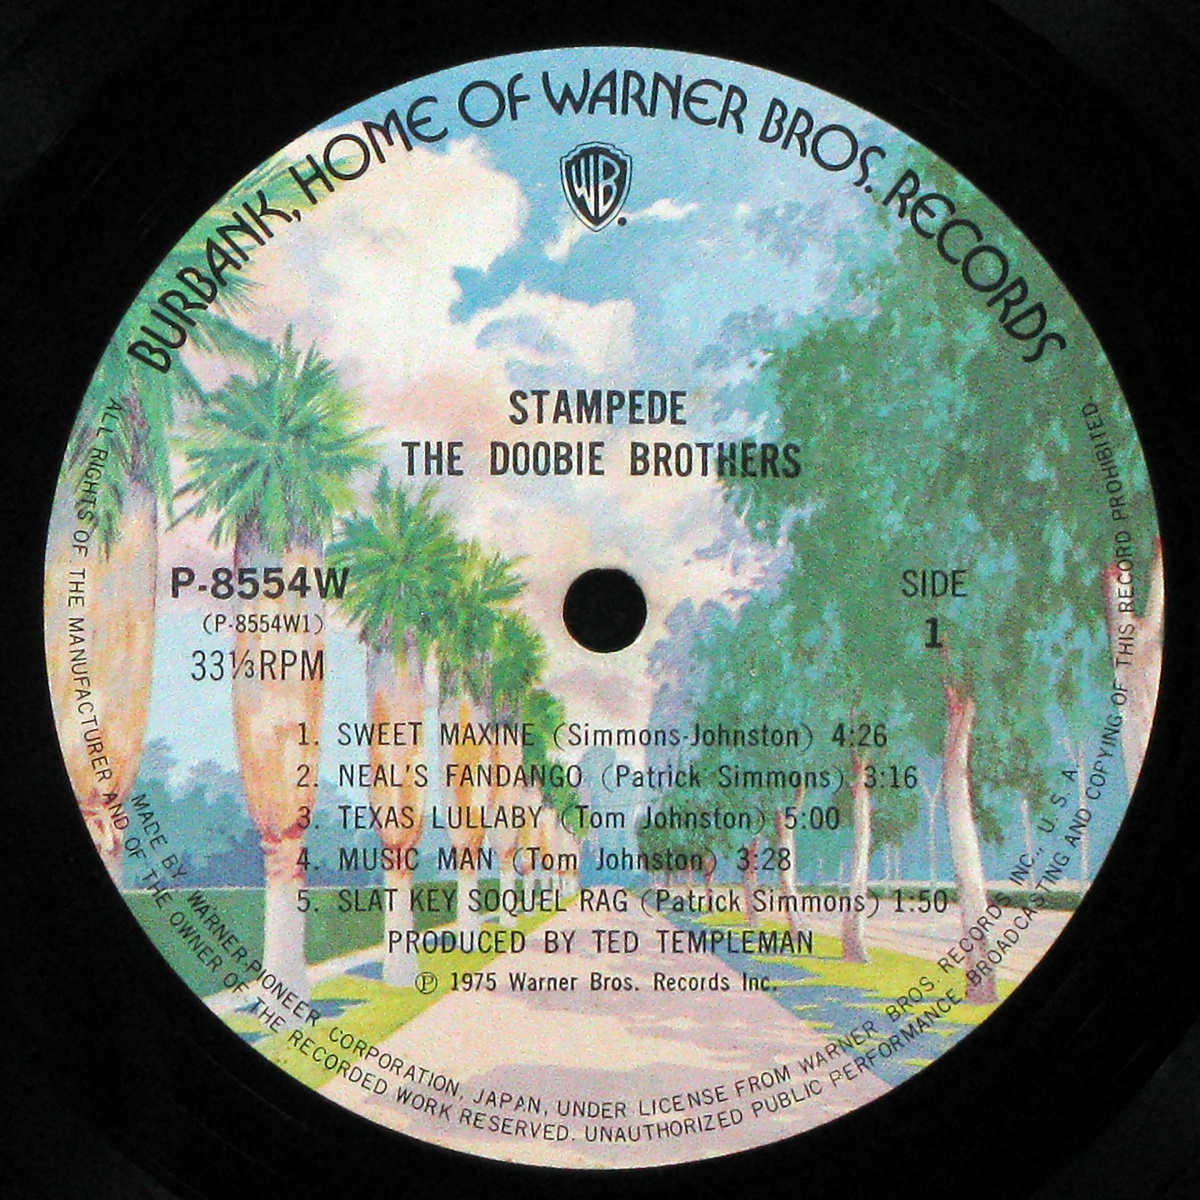 BURBANK, HOME OF WARNER BROS. RECORDS
WB
STAMPEDE
THE DOOBIE BROTHERS
P-8554W
(P-8554W1)
33⅓RPM
SIDE
1
1. SWEET MAXINE (Simmons-Johnston) 4:26
2. NEAL'S FANDANGO (Patrick Simmons) 3:16
3. TEXAS LULLABY (Tom Johnston) 5:00
4. MUSIC MAN (Tom Johnston) 3:28
5. SLAT KEY SOQUEL RAG (Patrick Simmons) 1:50
PRODUCED BY TED TEMPLEMAN
Ⓟ 1975 Warner Bros. Records Inc.
MADE BY WARNER-PIONEER CORPORATION, JAPAN, UNDER LICENSE FROM WARNER BROS. RECORDS INC., U. S. A.
ALL RIGHTS OF THE MANUFACTURER AND OF THE OWNER OF THE RECORDED WORK RESERVED. UNAUTHORIZED PUBLIC PERFORMANCE BROADCASTING AND COPYING OF THIS RECORD PROHIBITED.